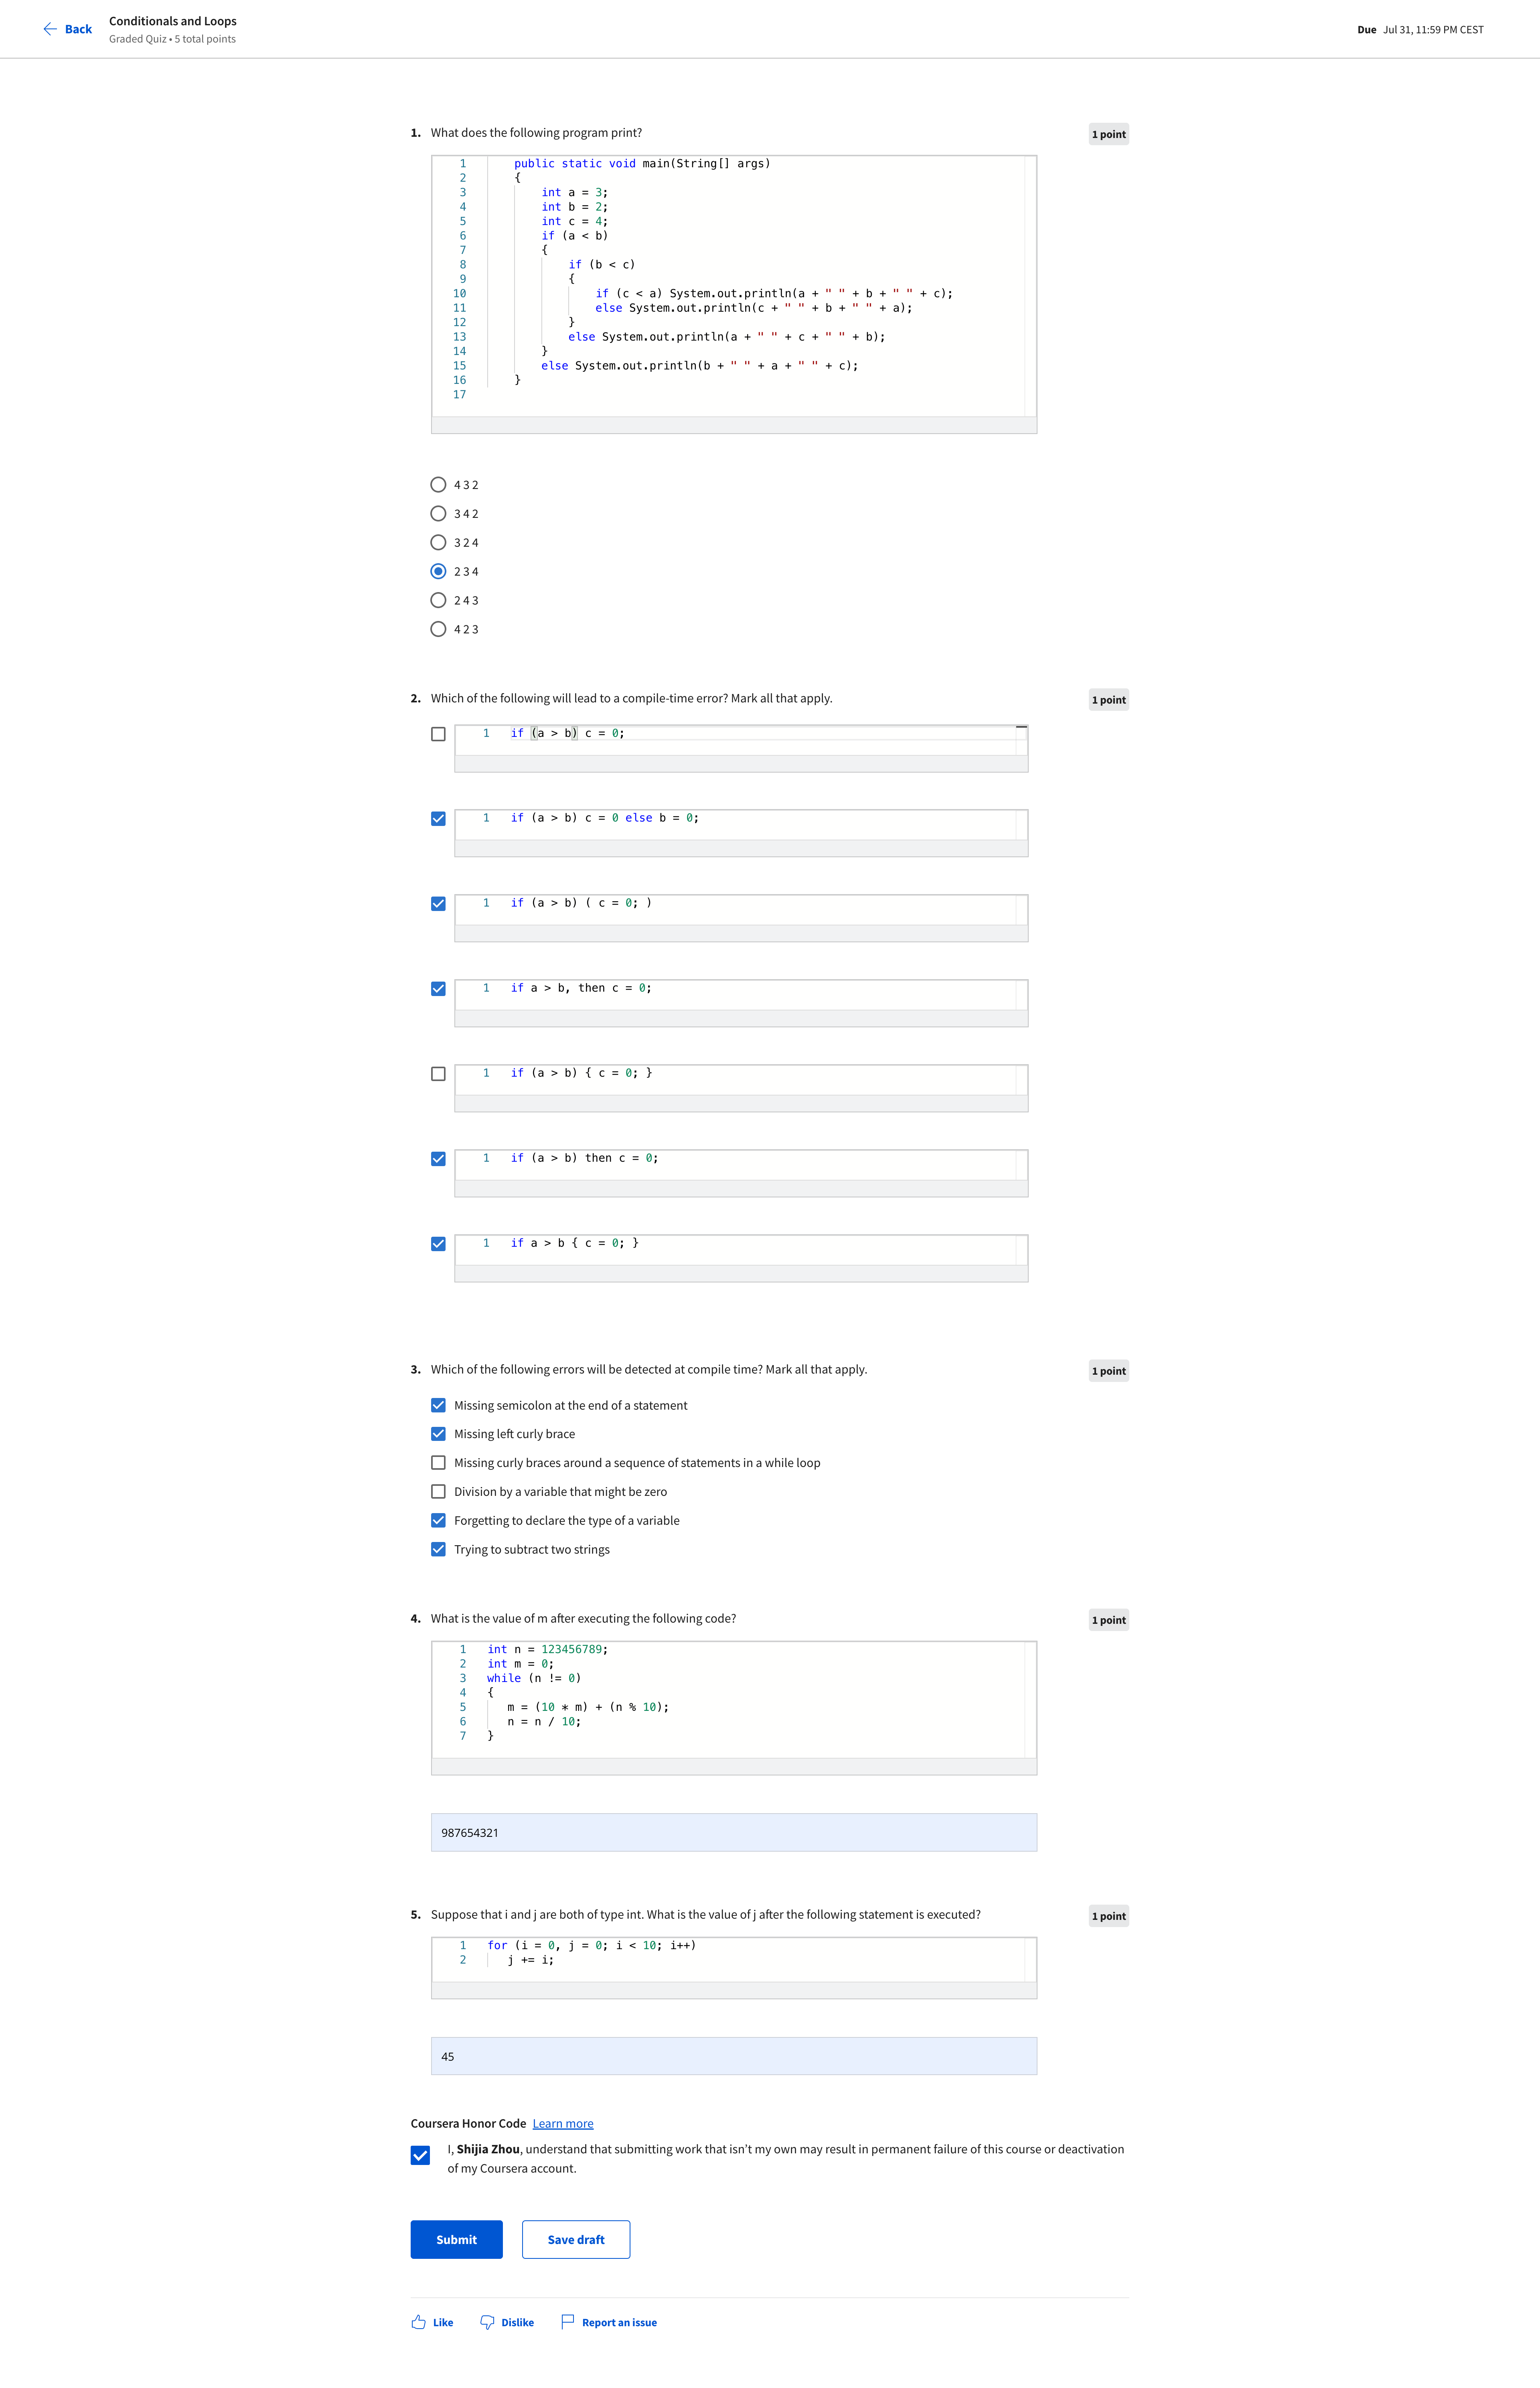 Back
Conditionals and Loops
Graded Quiz • 5 total points
Due Jul 31, 11:59 PM CEST
1. What does the following program print?
1 point
1 public static void main(String[] args)
2 {
3 int a = 3;
4 int b = 2;
5 int c = 4;
6 if (a < b)
7 {
8 if (b < c)
9 {
10 if (c < a) System.out.println(a + " " + b + " " + c);
11 else System.out.println(c + " " + b + " " + a);
12 }
13 else System.out.println(a + " " + c + " " + b);
14 }
15 else System.out.println(b + " " + a + " " + c);
16 }
17
4 3 2
3 4 2
3 2 4
2 3 4
2 4 3
4 2 3
2. Which of the following will lead to a compile-time error? Mark all that apply.
1 point
1 if (a > b) c = 0;
1 if (a > b) c = 0 else b = 0;
1 if (a > b) ( c = 0; )
1 if a > b, then c = 0;
1 if (a > b) { c = 0; }
1 if (a > b) then c = 0;
1 if a > b { c = 0; }
3. Which of the following errors will be detected at compile time? Mark all that apply.
1 point
Missing semicolon at the end of a statement
Missing left curly brace
Missing curly braces around a sequence of statements in a while loop
Division by a variable that might be zero
Forgetting to declare the type of a variable
Trying to subtract two strings
4. What is the value of m after executing the following code?
1 point
1 int n = 123456789;
2 int m = 0;
3 while (n != 0)
4 {
5 m = (10 * m) + (n % 10);
6 n = n / 10;
7 }
987654321
5. Suppose that i and j are both of type int. What is the value of j after the following statement is executed?
1 point
1 for (i = 0, j = 0; i < 10; i++)
2 j += i;
45
Coursera Honor Code Learn more
I, Shijia Zhou, understand that submitting work that isn't my own may result in permanent failure of this course or deactivation
of my Coursera account.
Submit
Save draft
Like
Dislike
Report an issue